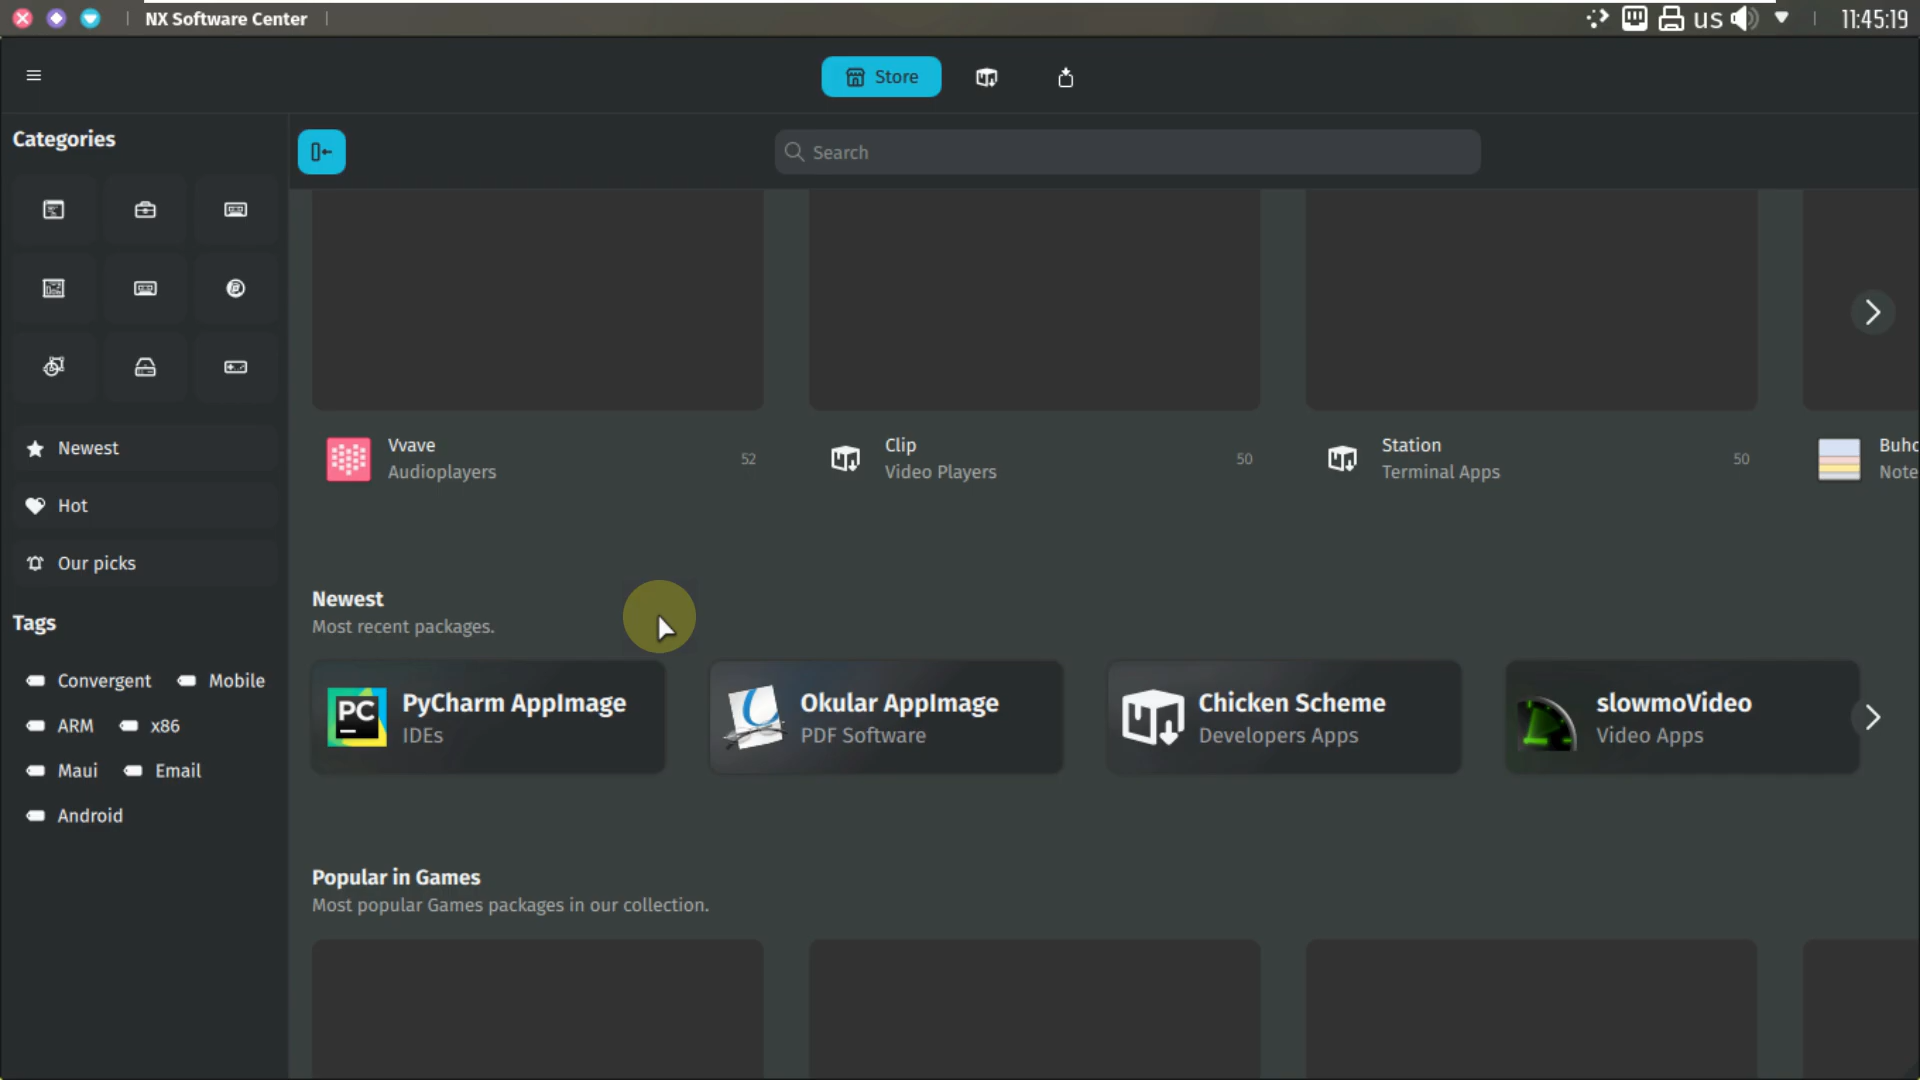 NX Software Center
us
11:45:19
Store
Categories
Search
Vvave
Audioplayers
52
Clip
Video Players
50
Station
Terminal Apps
50
Buho
Note
Newest
Hot
Our picks
Tags
Convergent
Mobile
ARM
x86
Maui
Email
Android
Newest
Most recent packages.
PC
PyCharm AppImage
IDEs
Okular AppImage
PDF Software
Chicken Scheme
Developers Apps
slowmoVideo
Video Apps
Popular in Games
Most popular Games packages in our collection.